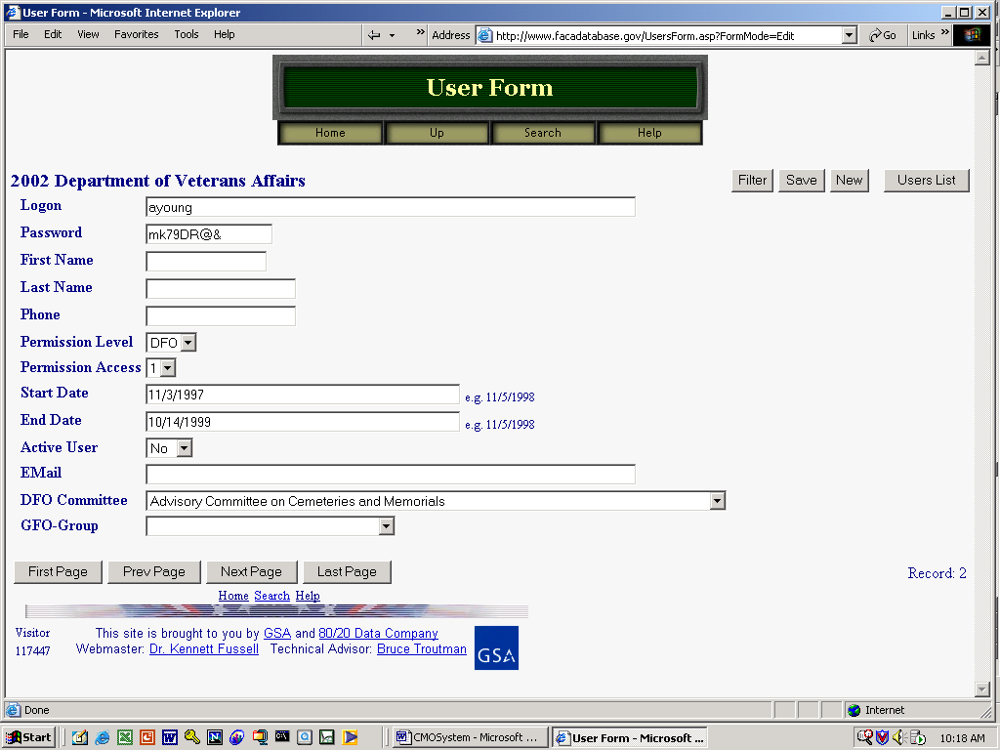 User Form - Microsoft Internet Explorer
File Edit View Favorites Tools Help » Address http://www.facadatabase.gov/UsersForm.asp?FormMode=Edit Go Links »
User Form
Home Up Search Help
2002 Department of Veterans Affairs Filter Save New Users List
Logon ayoung
Password mk79DR@&
First Name
Last Name
Phone
Permission Level DFO
Permission Access 1
Start Date 11/3/1997 e.g. 11/5/1998
End Date 10/14/1999 e.g. 11/5/1998
Active User No
EMail
DFO Committee Advisory Committee on Cemeteries and Memorials
GFO-Group
First Page Prev Page Next Page Last Page Record: 2
Home Search Help
Visitor This site is brought to you by GSA and 80/20 Data Company
117447 Webmaster: Dr. Kennett Fussell Technical Advisor: Bruce Troutman GSA
Done Internet
Start CMOSystem - Microsoft ... User Form - Microsoft ... 10:18 AM